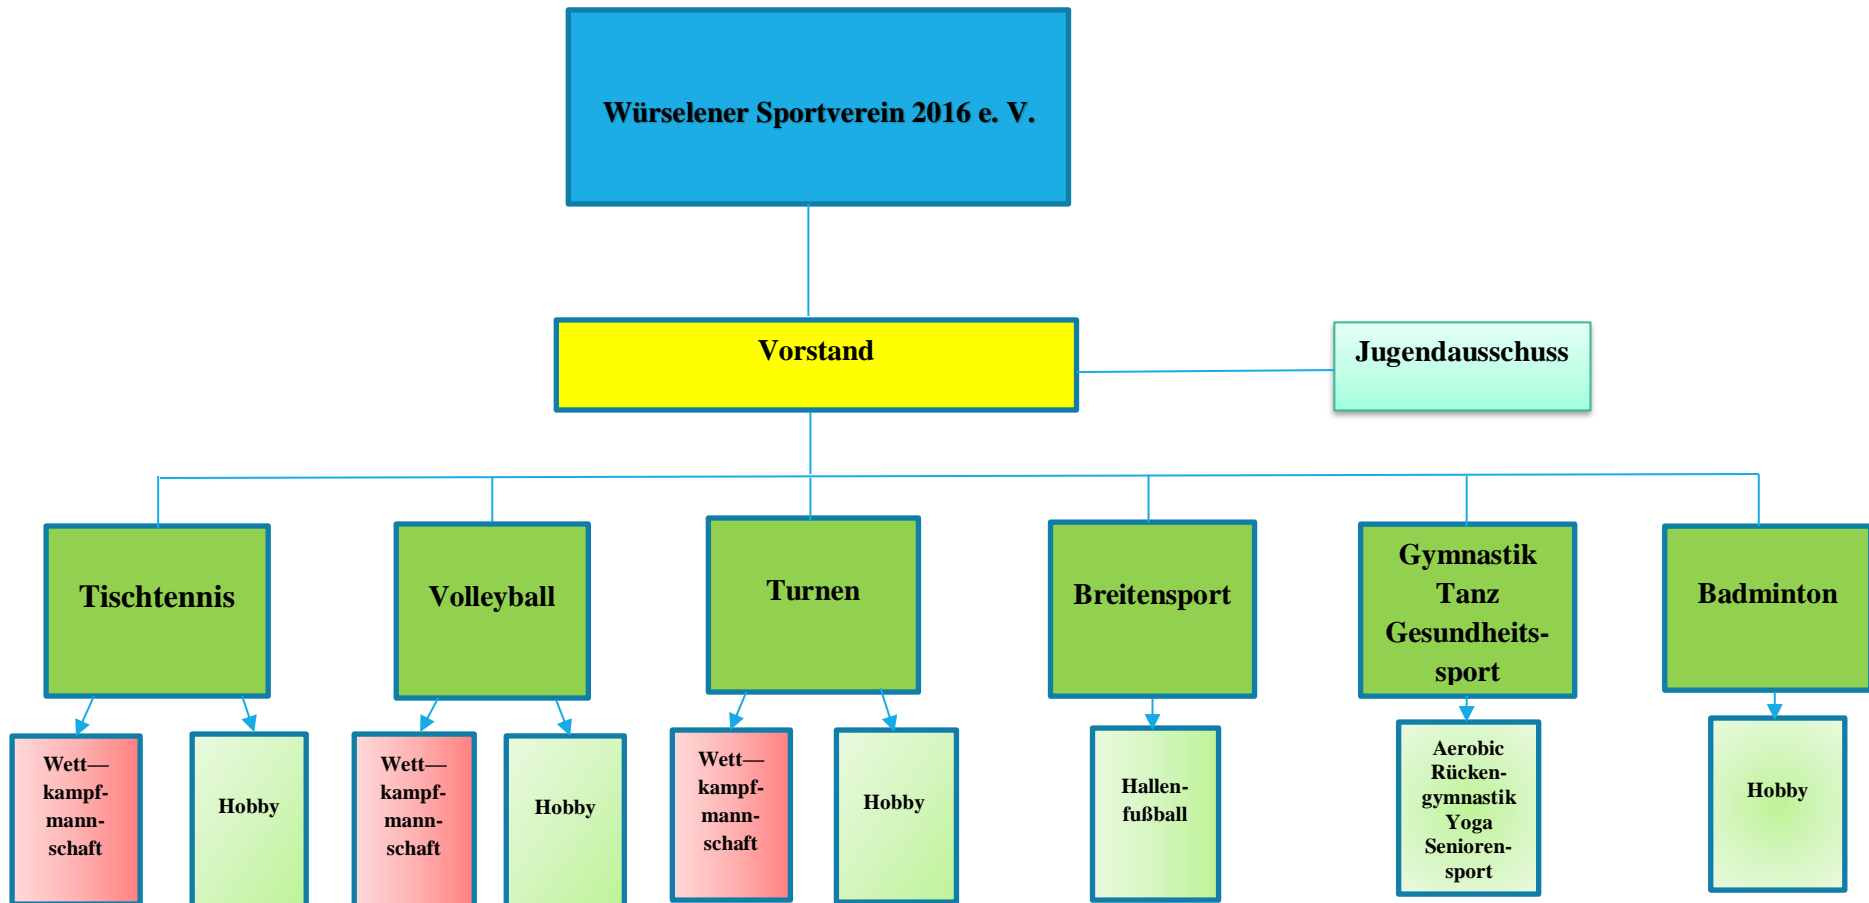 Würselener Sportverein 2016 e. V.
Vorstand
Jugendausschuss
Tischtennis
Volleyball
Turnen
Breitensport
Gymnastik
Tanz
Gesundheits-
sport
Badminton
Wett—
kampf-
mann-
schaft
Hobby
Wett—
kampf-
mann-
schaft
Hobby
Wett—
kampf-
mann-
schaft
Hobby
Hallen-
fußball
Aerobic
Rücken-
gymnastik
Yoga
Senioren-
sport
Hobby